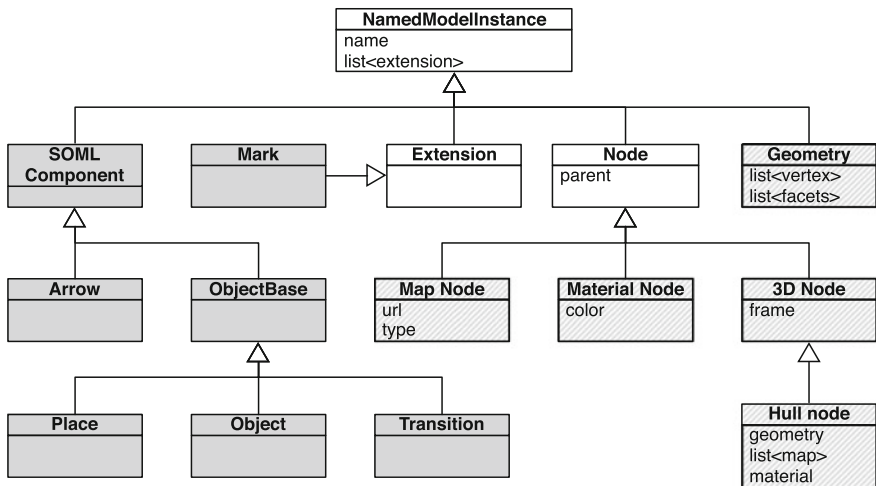 NamedModelInstance
name
list<extension>
SOML
Component
Mark
Extension
Node
parent
Geometry
list<vertex>
list<facets>
Arrow
ObjectBase
Map Node
url
type
Material Node
color
3D Node
frame
Place
Object
Transition
Hull node
geometry
list<map>
material